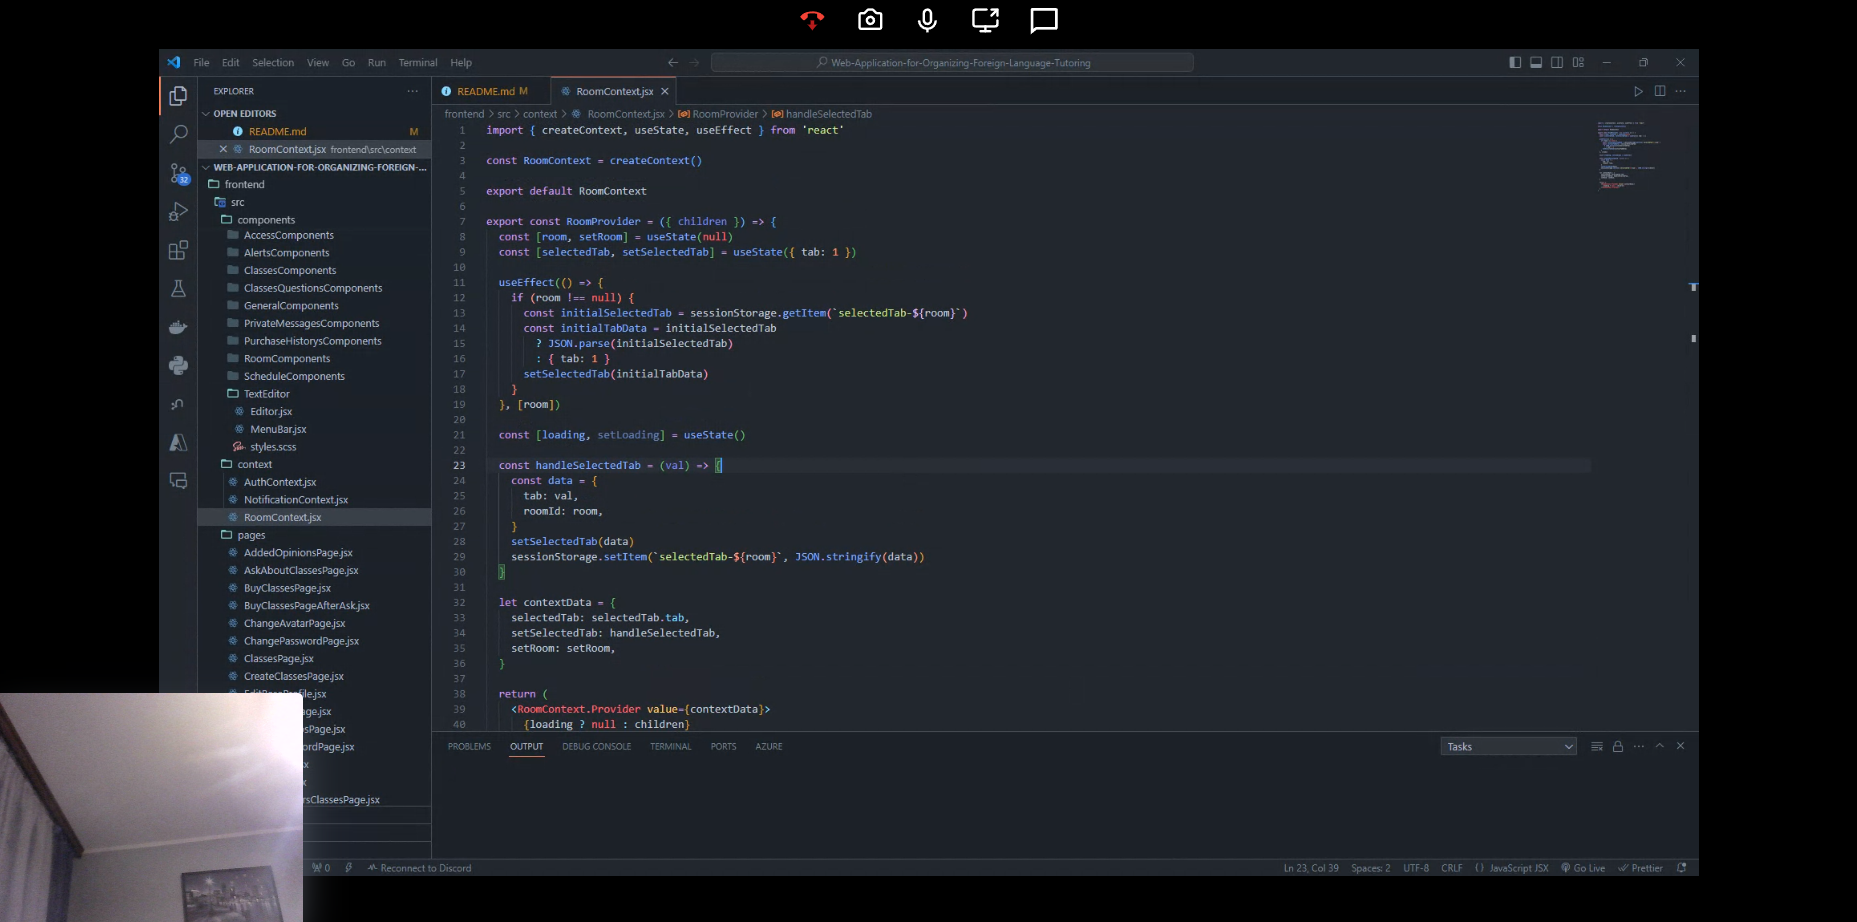 File Edit Selection View Go Run Terminal Help
Web-Application-for-Organizing-Foreign-Language-Tutoring
EXPLORER
OPEN EDITORS
README.md M
RoomContext.jsx frontend\src\context
WEB-APPLICATION-FOR-ORGANIZING-FOREIGN-...
frontend
src
components
AccessComponents
AlertsComponents
ClassesComponents
ClassesQuestionsComponents
GeneralComponents
PrivateMessagesComponents
PurchaseHistorysComponents
RoomComponents
ScheduleComponents
TextEditor
Editor.jsx
MenuBar.jsx
styles.scss
context
AuthContext.jsx
NotificationContext.jsx
RoomContext.jsx
pages
AddedOpinionsPage.jsx
AskAboutClassesPage.jsx
BuyClassesPage.jsx
BuyClassesPageAfterAsk.jsx
ChangeAvatarPage.jsx
ChangePasswordPage.jsx
ClassesPage.jsx
CreateClassesPage.jsx
file.jsx
age.jsx
sPage.jsx
ordPage.jsx
x
x
rsClassesPage.jsx
32
README.md M
RoomContext.jsx
frontend > src > context > RoomContext.jsx > RoomProvider > handleSelectedTab
1 import { createContext, useState, useEffect } from 'react'
2
3 const RoomContext = createContext()
4
5 export default RoomContext
6
7 export const RoomProvider = ({ children }) => {
8 const [room, setRoom] = useState(null)
9 const [selectedTab, setSelectedTab] = useState({ tab: 1 })
10
11 useEffect(() => {
12 if (room !== null) {
13 const initialSelectedTab = sessionStorage.getItem(`selectedTab-${room}`)
14 const initialTabData = initialSelectedTab
15 ? JSON.parse(initialSelectedTab)
16 : { tab: 1 }
17 setSelectedTab(initialTabData)
18 }
19 }, [room])
20
21 const [loading, setLoading] = useState()
22
23 const handleSelectedTab = (val) => {
24 const data = {
25 tab: val,
26 roomId: room,
27 }
28 setSelectedTab(data)
29 sessionStorage.setItem(`selectedTab-${room}`, JSON.stringify(data))
30 }
31
32 let contextData = {
33 selectedTab: selectedTab.tab,
34 setSelectedTab: handleSelectedTab,
35 setRoom: setRoom,
36 }
37
38 return (
39 <RoomContext.Provider value={contextData}>
40 {loading ? null : children}
PROBLEMS OUTPUT DEBUG CONSOLE TERMINAL PORTS AZURE
Tasks
0 Reconnect to Discord
Ln 23, Col 39 Spaces: 2 UTF-8 CRLF () JavaScript JSX Go Live Prettier